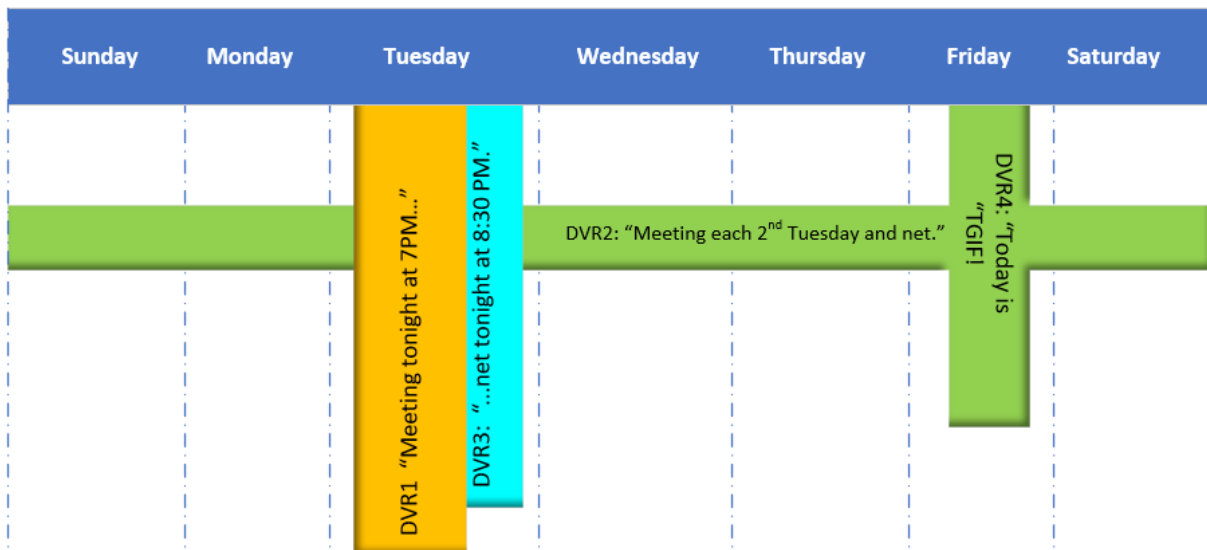 Sunday Monday Tuesday Wednesday Thursday Friday Saturday
DVR1 “Meeting tonight at 7PM…”
DVR3: “...net tonight at 8:30 PM.”
DVR2: “Meeting each 2nd Tuesday and net.”
DVR4: “Today is
“TGIF!